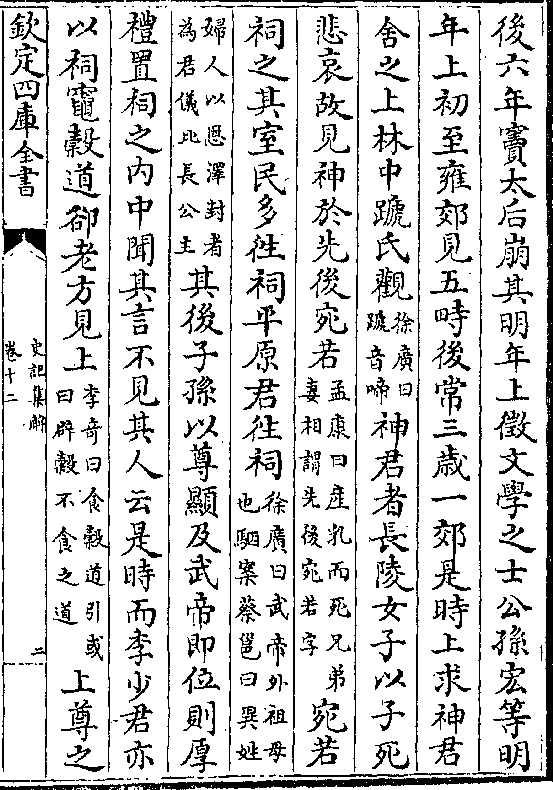 後六年竇太后崩其明年上徵文學之士公孫宏等明
年上初至雍郊見五畤後常三歲一郊是時上求神君
舍之上林中蹏氏觀徐廣曰蹏音啼神君者長陵女子以子死
悲哀故見神於先後宛若孟康曰産乳而死兄弟妻相謂先後宛若字宛若
祠之其室民多徃祠平原君徃祠徐廣曰武帝外祖母也駰案蔡邕曰異姓
婦人以恩澤封者為君儀比長公主其後子孫以尊顯及武帝即位則厚
禮置祠之内中聞其言不見其人云是時而李少君亦
以祠竈榖道卻老方見上李奇曰食榖道引或曰辟榖不食之道上尊之
欽定四庫全書
史記集解
卷十二
二